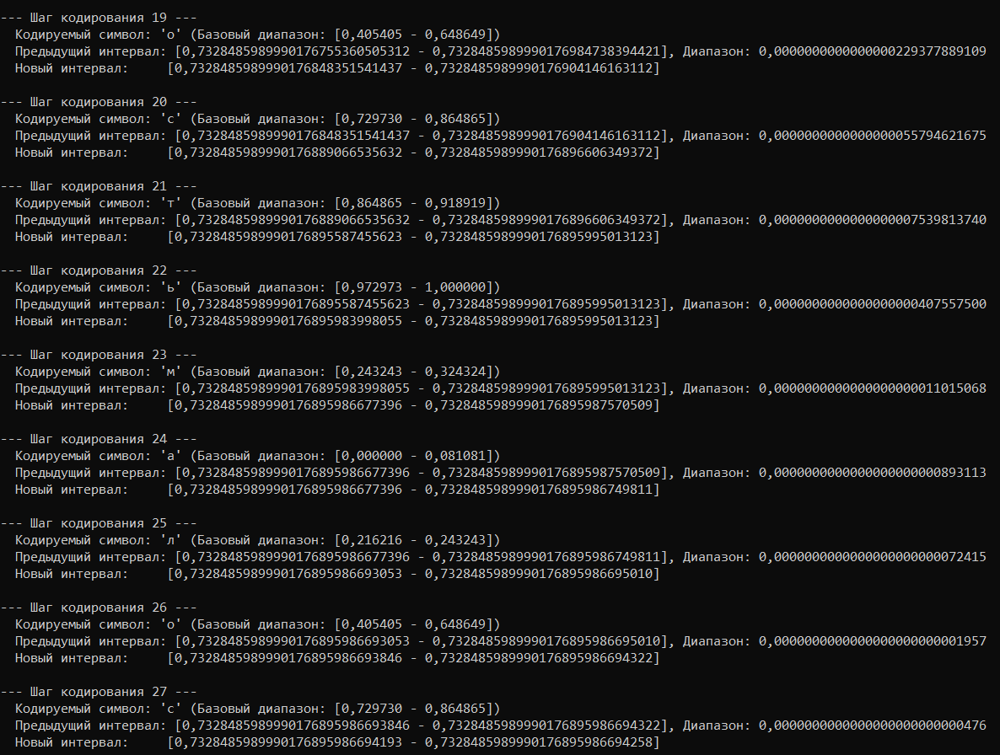 --- Шаг кодирования 19 ---
Кодируемый символ: 'о' (Базовый диапазон: [0,405405 - 0,648649])
Предыдущий интервал: [0,7328485989990176755360505312 - 0,7328485989990176984738394421], Диапазон: 0,0000000000000000229377889109
Новый интервал: [0,7328485989990176848351541437 - 0,7328485989990176904146163112]
--- Шаг кодирования 20 ---
Кодируемый символ: 'с' (Базовый диапазон: [0,729730 - 0,864865])
Предыдущий интервал: [0,7328485989990176848351541437 - 0,7328485989990176904146163112], Диапазон: 0,0000000000000000055794621675
Новый интервал: [0,7328485989990176889066535632 - 0,7328485989990176896606349372]
--- Шаг кодирования 21 ---
Кодируемый символ: 'т' (Базовый диапазон: [0,864865 - 0,918919])
Предыдущий интервал: [0,7328485989990176889066535632 - 0,7328485989990176896606349372], Диапазон: 0,0000000000000000007539813740
Новый интервал: [0,7328485989990176895587455623 - 0,7328485989990176895995013123]
--- Шаг кодирования 22 ---
Кодируемый символ: 'ь' (Базовый диапазон: [0,972973 - 1,000000])
Предыдущий интервал: [0,7328485989990176895587455623 - 0,7328485989990176895995013123], Диапазон: 0,0000000000000000000407557500
Новый интервал: [0,7328485989990176895983998055 - 0,7328485989990176895995013123]
--- Шаг кодирования 23 ---
Кодируемый символ: 'м' (Базовый диапазон: [0,243243 - 0,324324])
Предыдущий интервал: [0,7328485989990176895983998055 - 0,7328485989990176895995013123], Диапазон: 0,0000000000000000000011015068
Новый интервал: [0,7328485989990176895986677396 - 0,7328485989990176895987570509]
--- Шаг кодирования 24 ---
Кодируемый символ: 'а' (Базовый диапазон: [0,000000 - 0,081081])
Предыдущий интервал: [0,7328485989990176895986677396 - 0,7328485989990176895987570509], Диапазон: 0,0000000000000000000000893113
Новый интервал: [0,7328485989990176895986677396 - 0,7328485989990176895986749811]
--- Шаг кодирования 25 ---
Кодируемый символ: 'л' (Базовый диапазон: [0,216216 - 0,243243])
Предыдущий интервал: [0,7328485989990176895986677396 - 0,7328485989990176895986749811], Диапазон: 0,0000000000000000000000072415
Новый интервал: [0,7328485989990176895986693053 - 0,7328485989990176895986695010]
--- Шаг кодирования 26 ---
Кодируемый символ: 'о' (Базовый диапазон: [0,405405 - 0,648649])
Предыдущий интервал: [0,7328485989990176895986693053 - 0,7328485989990176895986695010], Диапазон: 0,0000000000000000000000001957
Новый интервал: [0,7328485989990176895986693846 - 0,7328485989990176895986694322]
--- Шаг кодирования 27 ---
Кодируемый символ: 'с' (Базовый диапазон: [0,729730 - 0,864865])
Предыдущий интервал: [0,7328485989990176895986693846 - 0,7328485989990176895986694322], Диапазон: 0,0000000000000000000000000476
Новый интервал: [0,7328485989990176895986694193 - 0,7328485989990176895986694258]